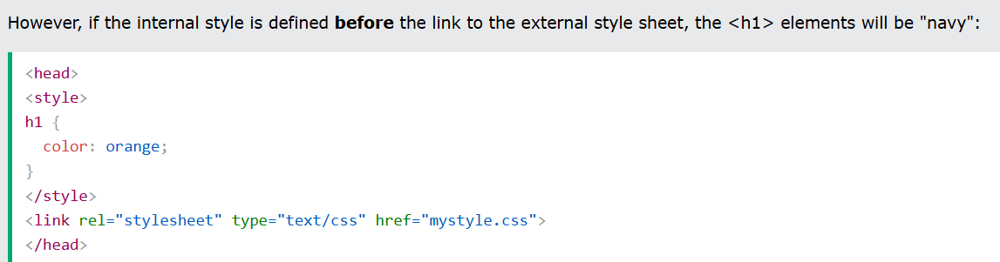 However, if the internal style is defined before the link to the external style sheet, the <h1> elements will be "navy":
<head>
<style>
h1 {
  color: orange;
}
</style>
<link rel="stylesheet" type="text/css" href="mystyle.css">
</head>